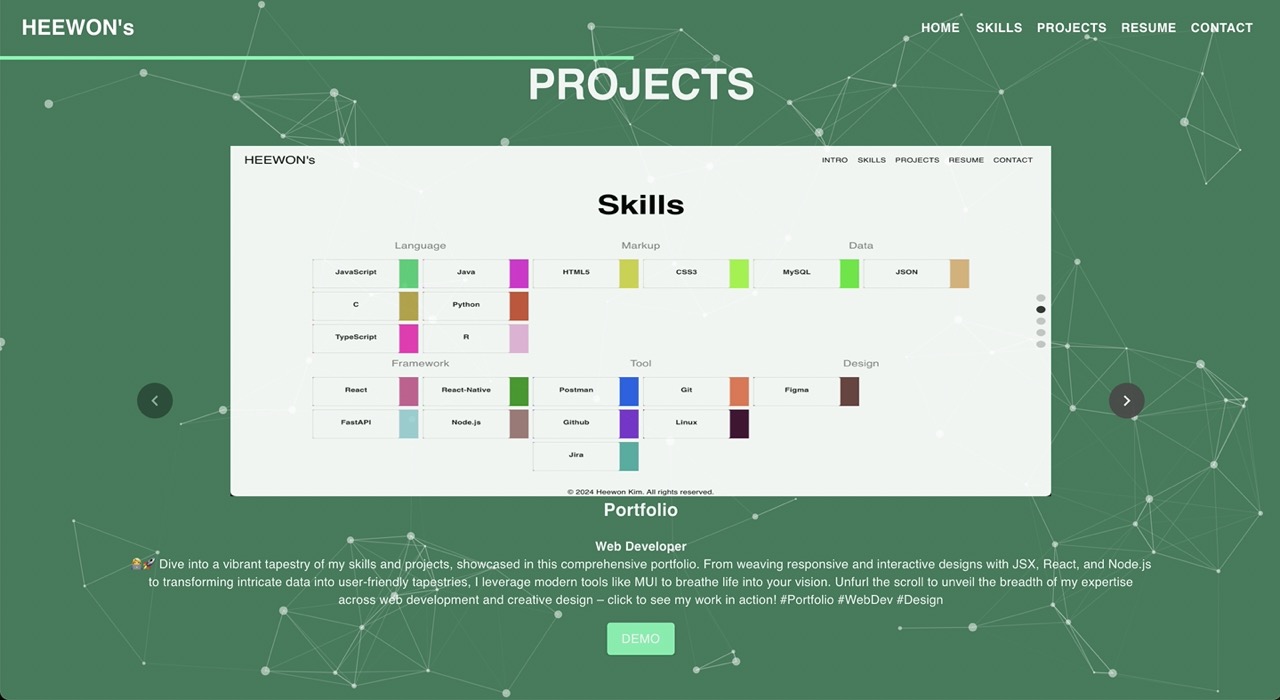 HEEWON's
HOME SKILLS PROJECTS RESUME CONTACT
PROJECTS
HEEWON's
INTRO SKILLS PROJECTS RESUME CONTACT
Skills
Language Markup Data
JavaScript Java HTML5 CSS3 MySQL JSON
C Python
TypeScript R
Framework Tool Design
React React-Native Postman Git Figma
FastAPI Node.js Github Linux
Jira
© 2024 Heewon Kim. All rights reserved.
Portfolio
Web Developer
Dive into a vibrant tapestry of my skills and projects, showcased in this comprehensive portfolio. From weaving responsive and interactive designs with JSX, React, and Node.js
to transforming intricate data into user-friendly tapestries, I leverage modern tools like MUI to breathe life into your vision. Unfurl the scroll to unveil the breadth of my expertise
across web development and creative design – click to see my work in action! #Portfolio #WebDev #Design
DEMO